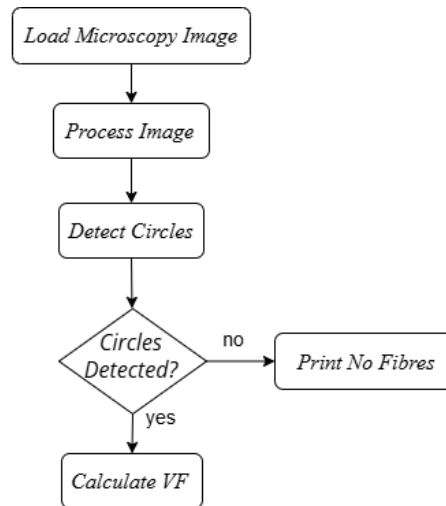 Load Microscopy Image
Process Image
Detect Circles
Circles
Detected?
no
Print No Fibres
yes
Calculate VF